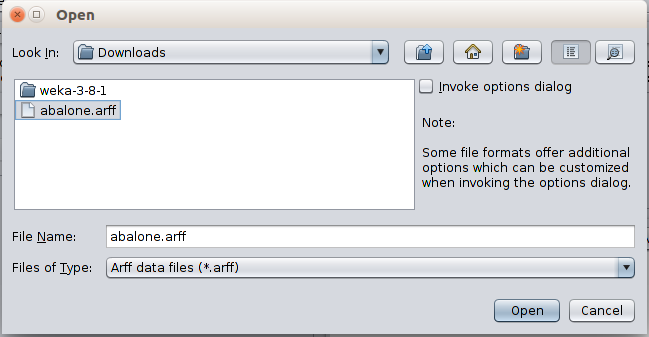 Open
Look In: Downloads
weka-3-8-1
abalone.arff
Invoke options dialog
Note:
Some file formats offer additional
options which can be customized
when invoking the options dialog.
File Name: abalone.arff
Files of Type: Arff data files (*.arff)
Open Cancel